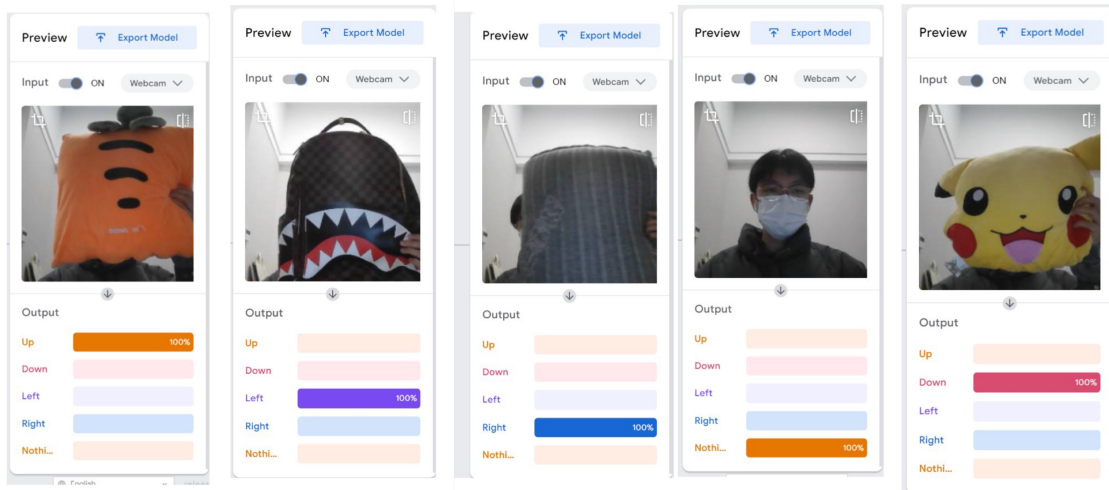 Preview Export Model
Input ON Webcam
Output
Up 100%
Down
Left
Right
Nothi...
English
Preview Export Model
Input ON Webcam
Output
Up
Down
Left 100%
Right
Nothi...
Preview Export Model
Input ON Webcam
Output
Up
Down
Left
Right 100%
Nothi...
Preview Export Model
Input ON Webcam
Output
Up
Down
Left
Right
Nothi... 100%
Preview Export Model
Input ON Webcam
Output
Up
Down 100%
Left
Right
Nothi...